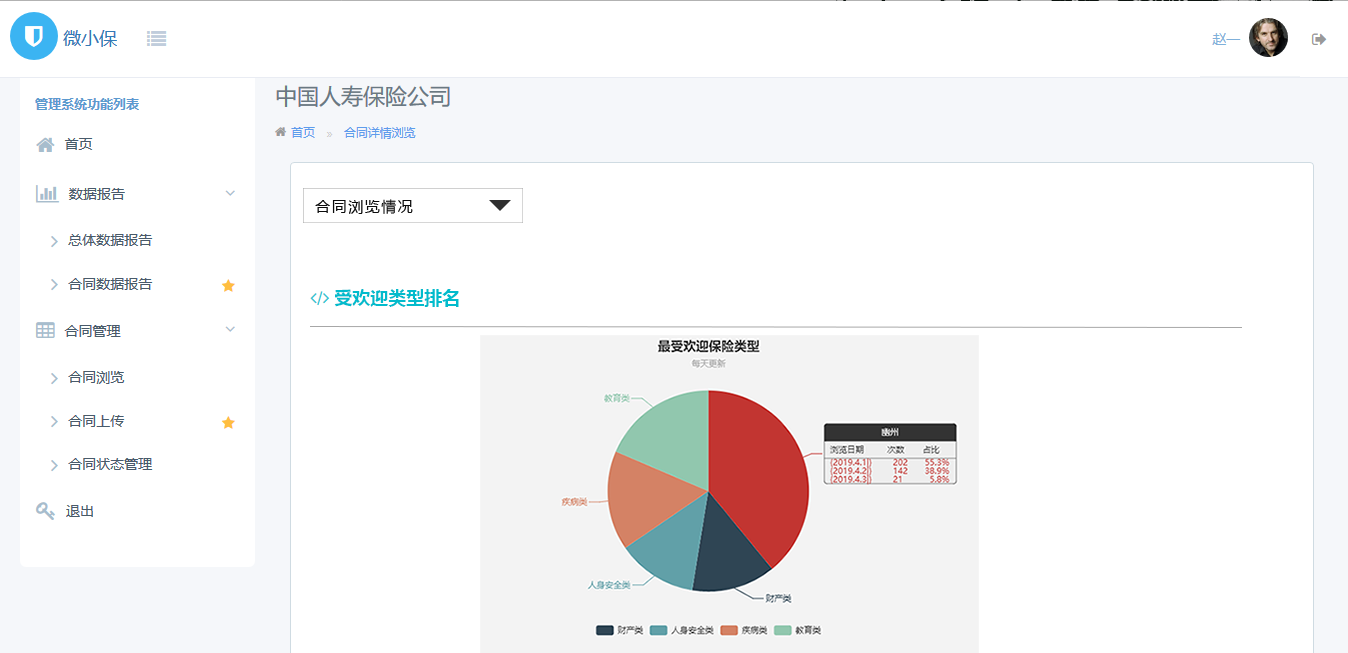 微小保
赵一
管理系统功能列表
首页
数据报告
总体数据报告
合同数据报告
合同管理
合同浏览
合同上传
合同状态管理
退出
中国人寿保险公司
首页 » 合同详情浏览
合同浏览情况
</> 受欢迎类型排名
最受欢迎保险类型
每天更新
教育类
疾病类
人身安全类
财产类
幽州
浏览日期 次数 占比
(2019.4.1]) 202 55.3%
(2019.4.2]) 142 38.9%
(2019.4.3]) 21 5.8%
财产类 人身安全类 疾病类 教育类